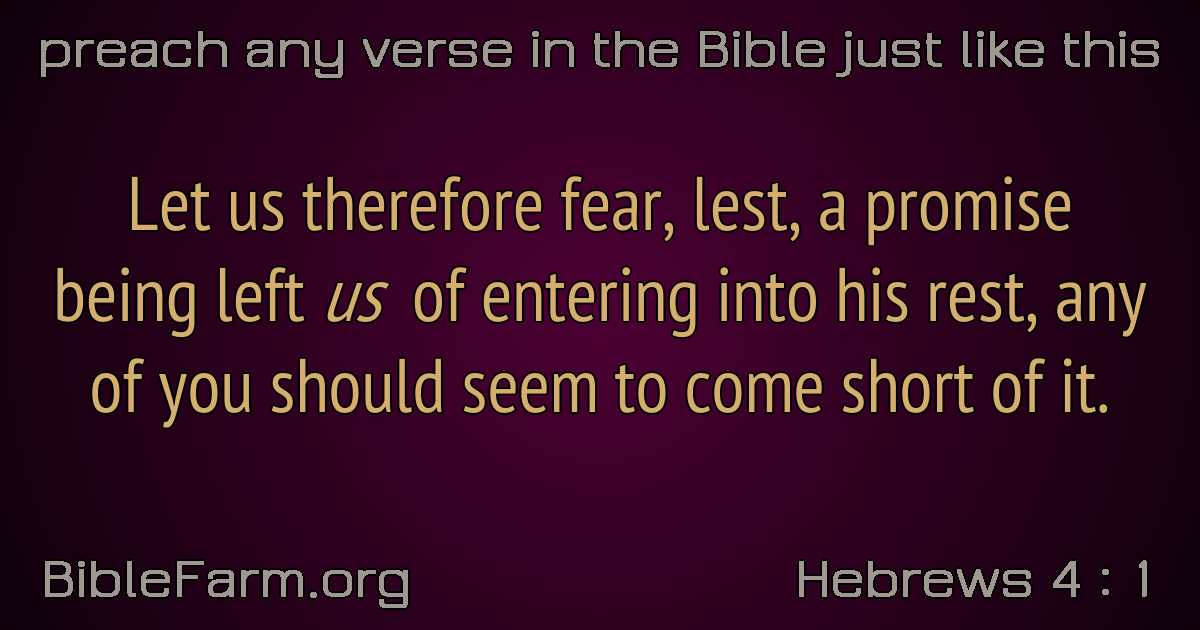 preach any verse in the Bible just like this
Let us therefore fear, lest, a promise
being left us of entering into his rest, any
of you should seem to come short of it.
BibleFarm.org
Hebrews 4 : 1